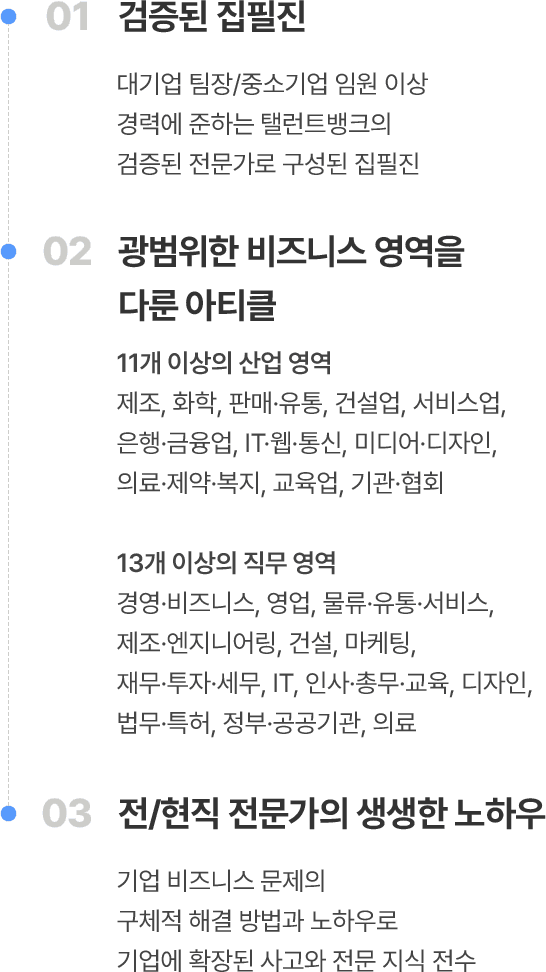 01 검증된 집필진
대기업 팀장/중소기업 임원 이상
경력에 준하는 탤런트뱅크의
검증된 전문가로 구성된 집필진
02 광범위한 비즈니스 영역을
다룬 아티클
11개 이상의 산업 영역
제조, 화학, 판매·유통, 건설업, 서비스업,
은행·금융업, IT·웹·통신, 미디어·디자인,
의료·제약·복지, 교육업, 기관·협회
13개 이상의 직무 영역
경영·비즈니스, 영업, 물류·유통·서비스,
제조·엔지니어링, 건설, 마케팅,
재무·투자·세무, IT, 인사·총무·교육, 디자인,
법무·특허, 정부·공공기관, 의료
03 전/현직 전문가의 생생한 노하우
기업 비즈니스 문제의
구체적 해결 방법과 노하우로
기업에 확장된 사고와 전문 지식 전수